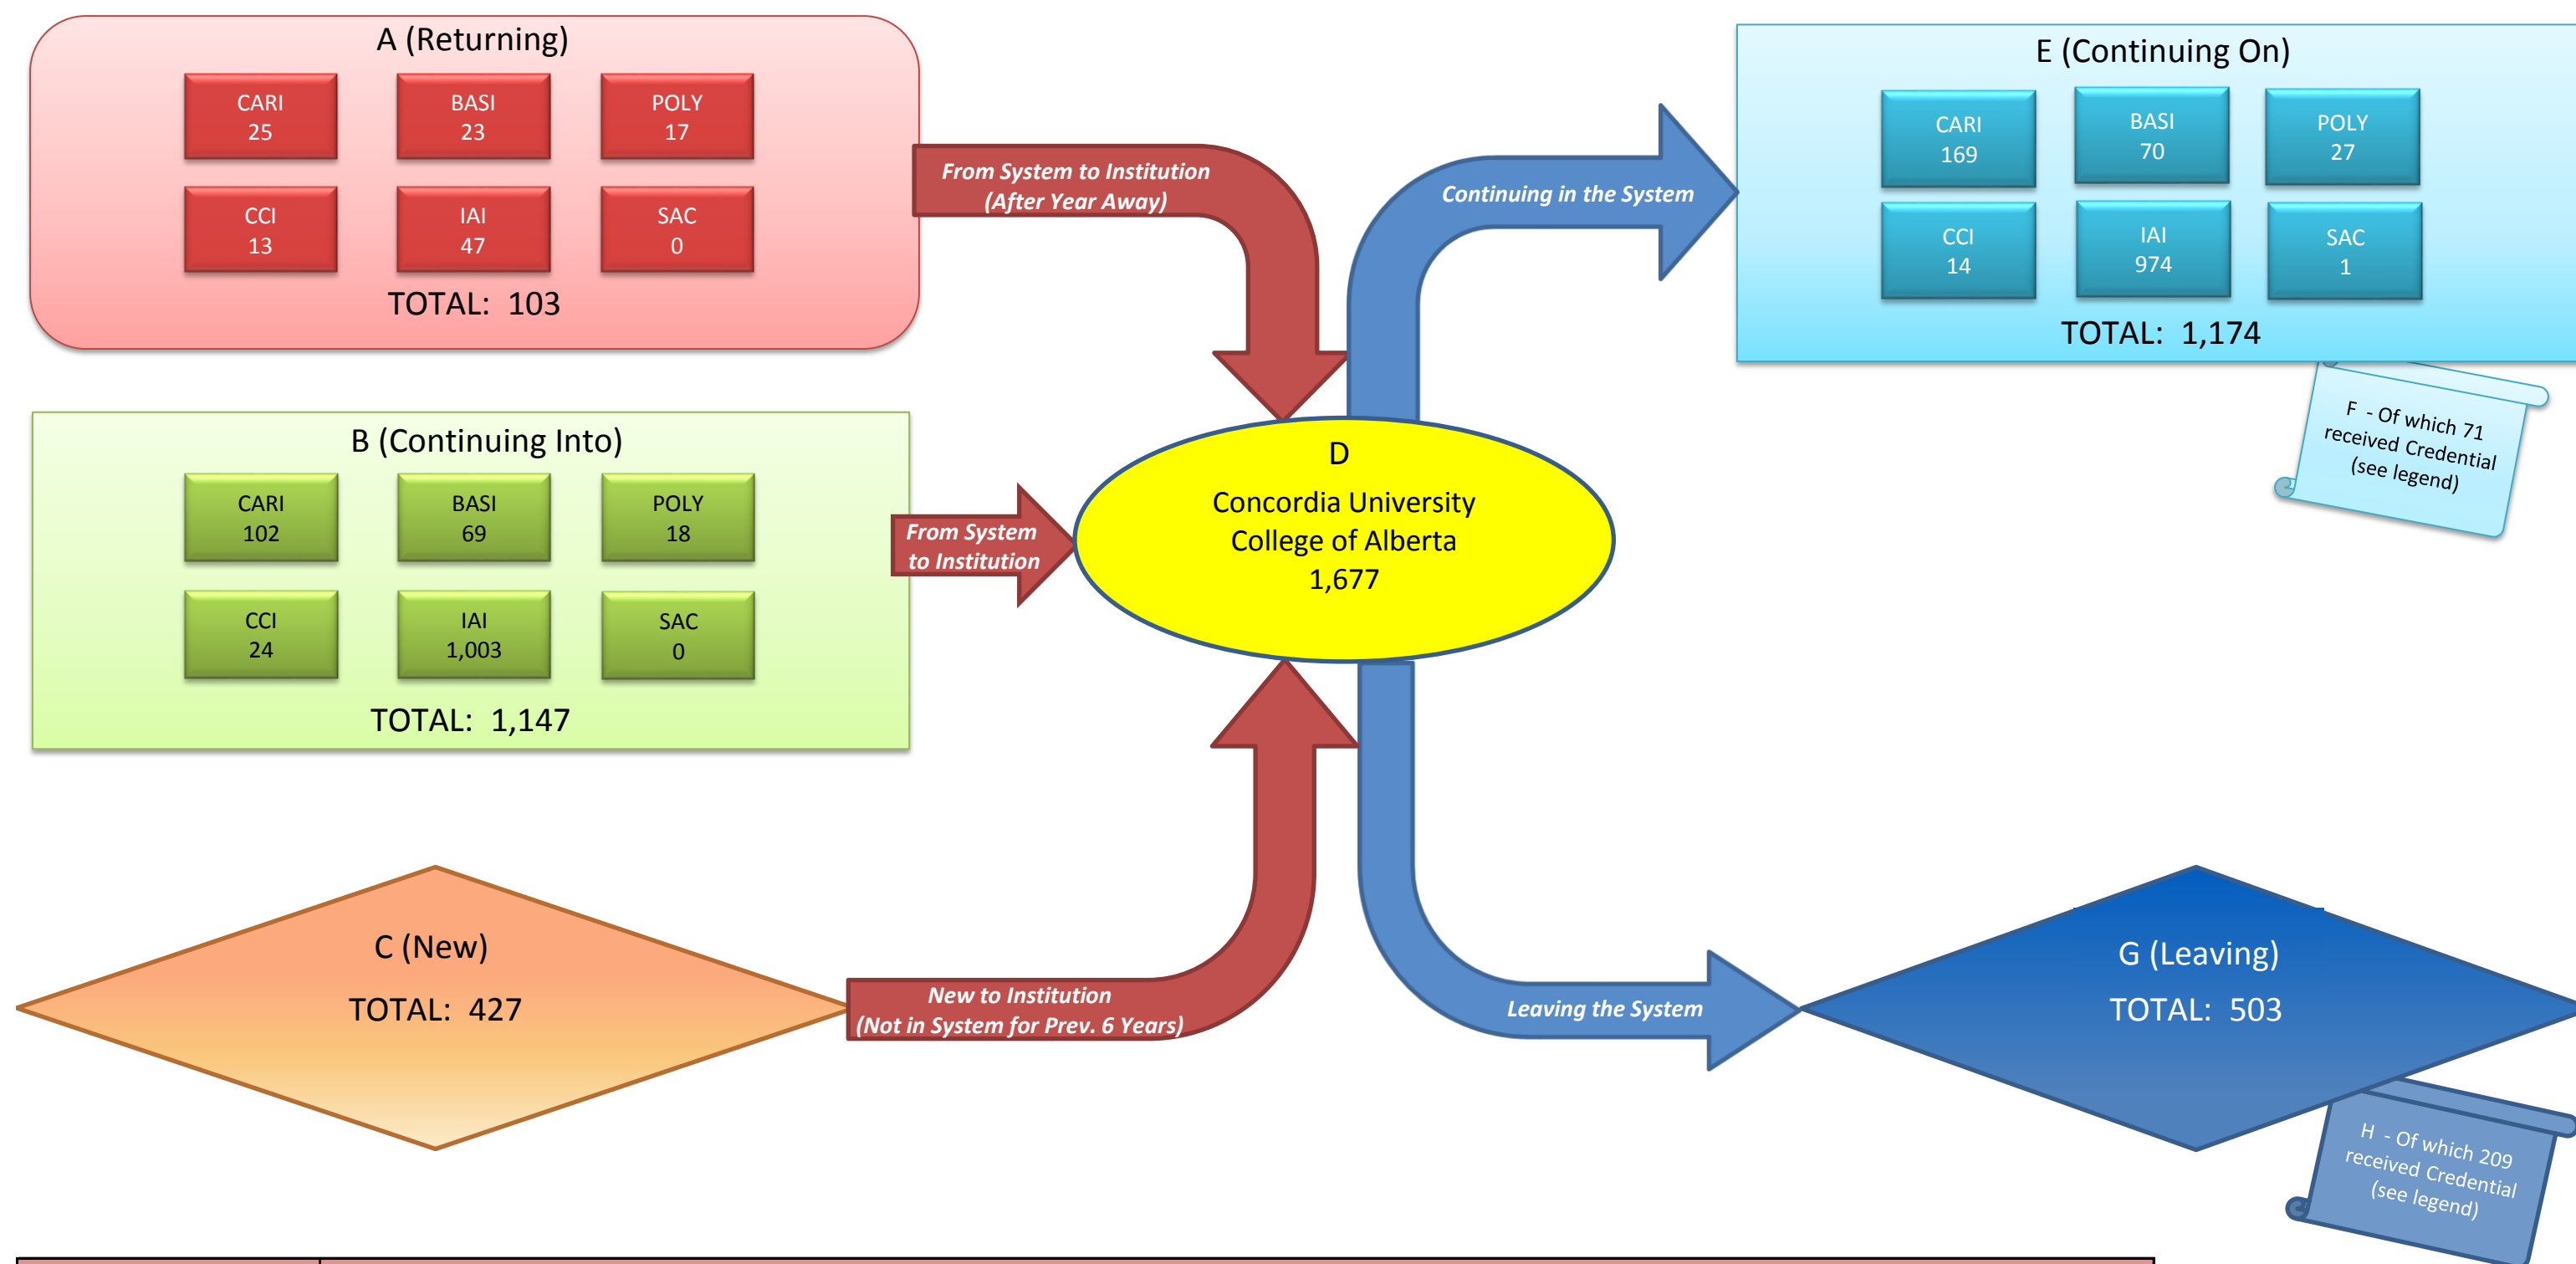 A (Returning)
CARI
25
BASI
23
POLY
17
CCI
13
IAI
47
SAC
0
TOTAL:  103
From System to Institution
(After Year Away)
Continuing in the System
E (Continuing On)
CARI
169
BASI
70
POLY
27
CCI
14
IAI
974
SAC
1
TOTAL:  1,174
F  - Of which 71
received Credential
(see legend)
B (Continuing Into)
CARI
102
BASI
69
POLY
18
CCI
24
IAI
1,003
SAC
0
TOTAL:  1,147
From System
to Institution
D
Concordia University
College of Alberta
1,677
C (New)
TOTAL:  427
New to Institution
(Not in System for Prev. 6 Years)
Leaving the System
G (Leaving)
TOTAL:  503
H  - Of which 209
received Credential
(see legend)